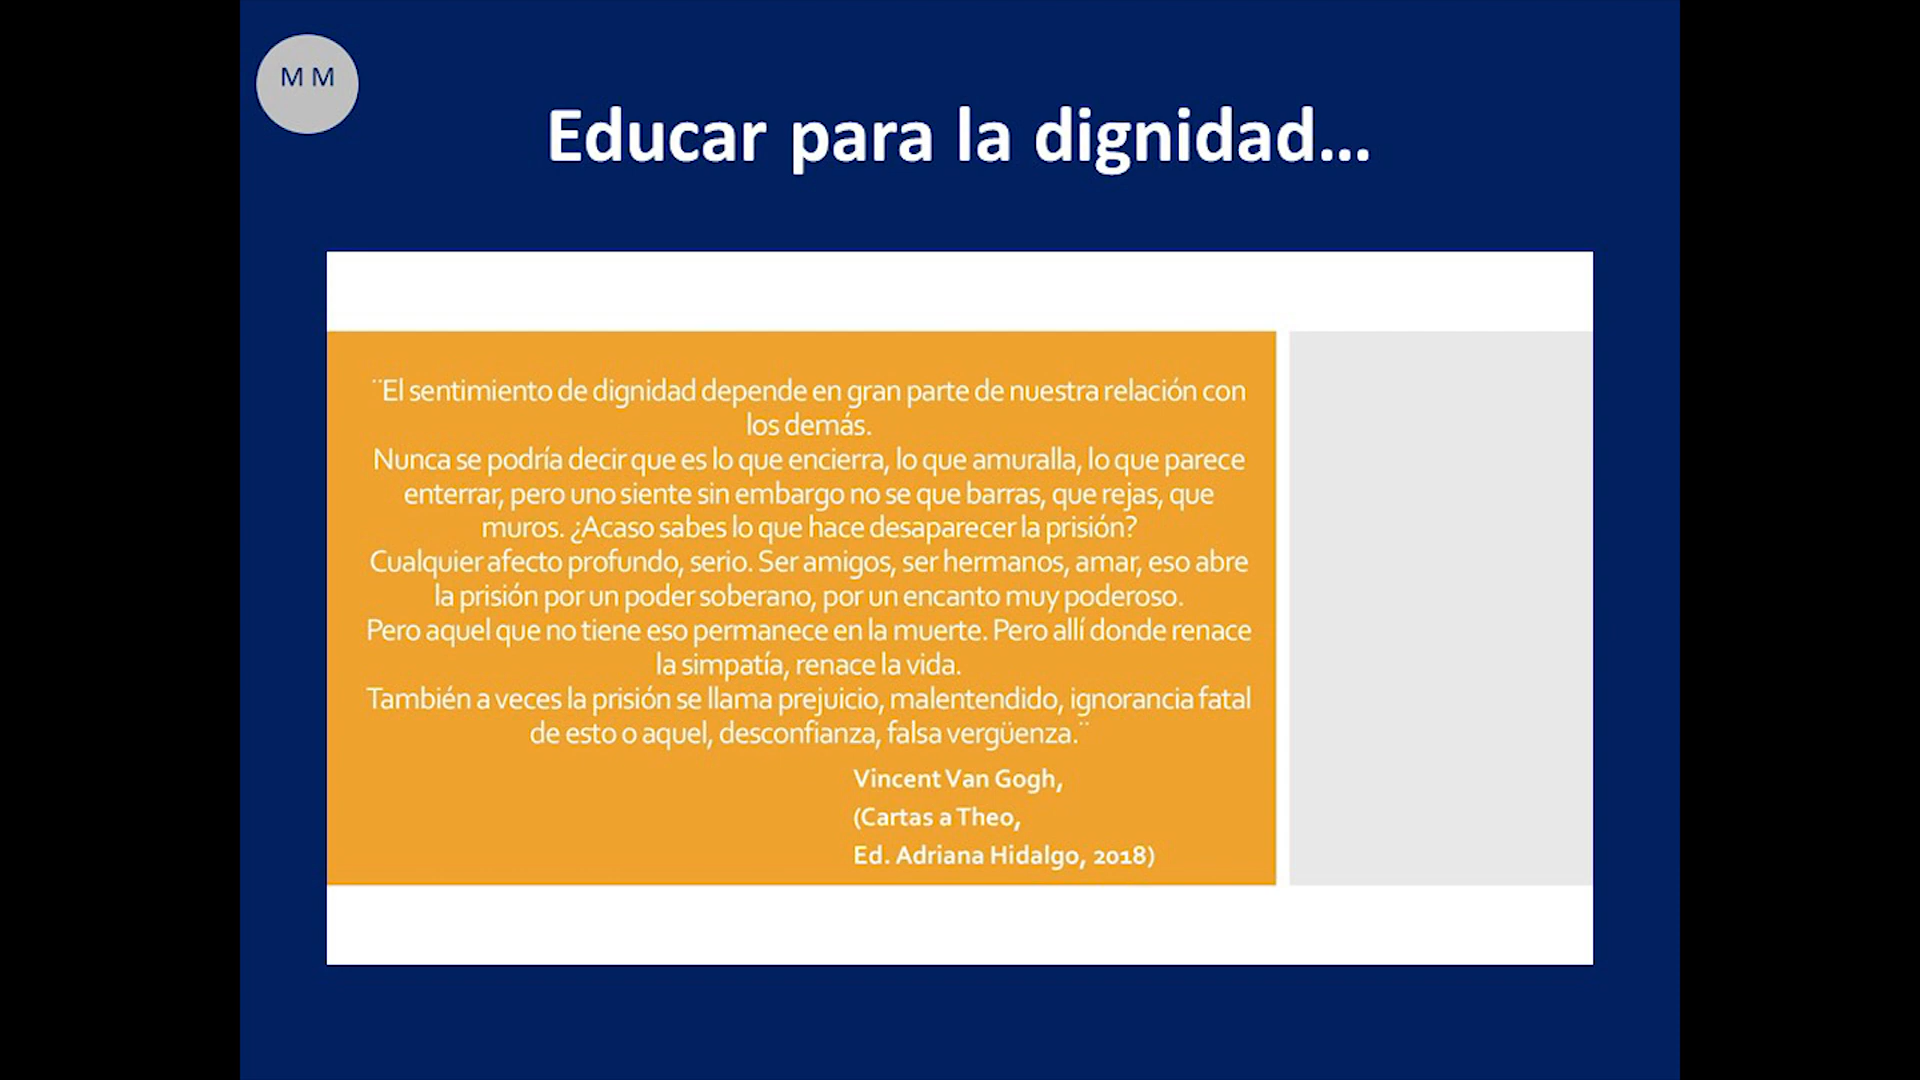 M M
Educar para la dignidad...
¨El sentimiento de dignidad depende en gran parte de nuestra relación con
los demás.
Nunca se podría decir que es lo que encierra, lo que amuralla, lo que parece
enterrar, pero uno siente sin embargo no se que barras, que rejas, que
muros. ¿Acaso sabes lo que hace desaparecer la prisión?
Cualquier afecto profundo, serio. Ser amigos, ser hermanos, amar, eso abre
la prisión por un poder soberano, por un encanto muy poderoso.
Pero aquel que no tiene eso permanece en la muerte. Pero allí donde renace
la simpatía, renace la vida.
También a veces la prisión se llama prejuicio, malentendido, ignorancia fatal
de esto o aquel, desconfianza, falsa vergüenza.¨
Vincent Van Gogh,
(Cartas a Theo,
Ed. Adriana Hidalgo, 2018)